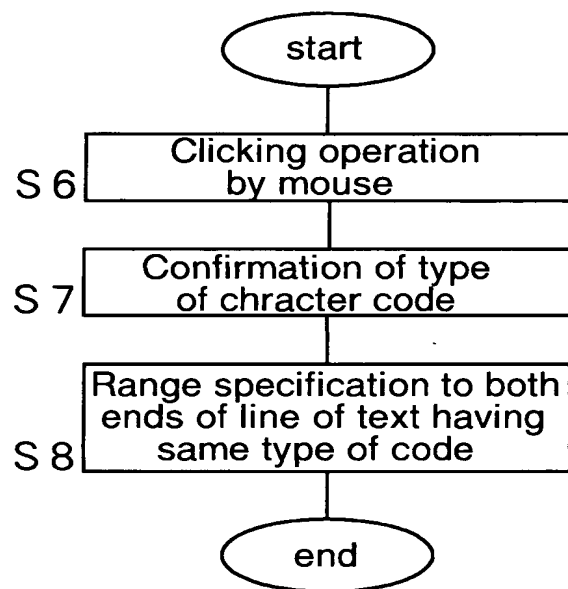 start
Clicking operation
by mouse
S 6
Confirmation of type
of chracter code
S 7
Range specification to both
ends of line of text having
same type of code
S 8
end